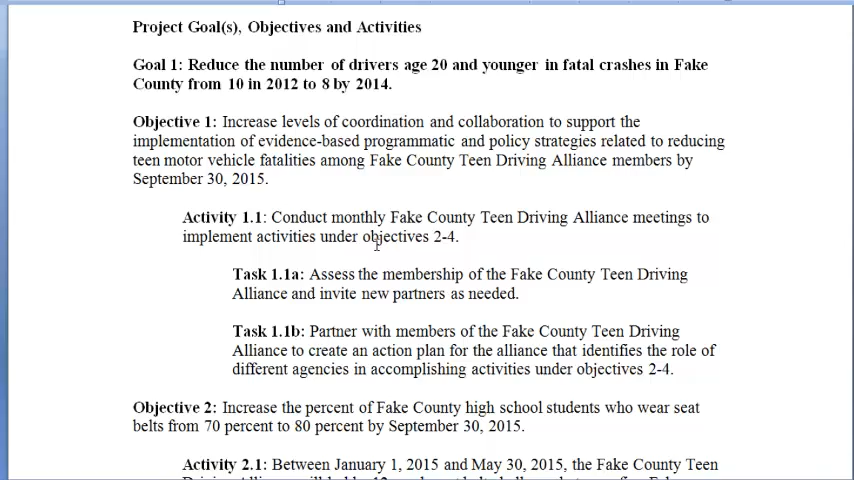 Project Goal(s), Objectives and Activities
Goal 1: Reduce the number of drivers age 20 and younger in fatal crashes in Fake
County from 10 in 2012 to 8 by 2014.
Objective 1: Increase levels of coordination and collaboration to support the
implementation of evidence-based programmatic and policy strategies related to reducing
teen motor vehicle fatalities among Fake County Teen Driving Alliance members by
September 30, 2015.
Activity 1.1: Conduct monthly Fake County Teen Driving Alliance meetings to
implement activities under objectives 2-4.
Task 1.1a: Assess the membership of the Fake County Teen Driving
Alliance and invite new partners as needed.
Task 1.1b: Partner with members of the Fake County Teen Driving
Alliance to create an action plan for the alliance that identifies the role of
different agencies in accomplishing activities under objectives 2-4.
Objective 2: Increase the percent of Fake County high school students who wear seat
belts from 70 percent to 80 percent by September 30, 2015.
Activity 2.1: Between January 1, 2015 and May 30, 2015, the Fake County Teen